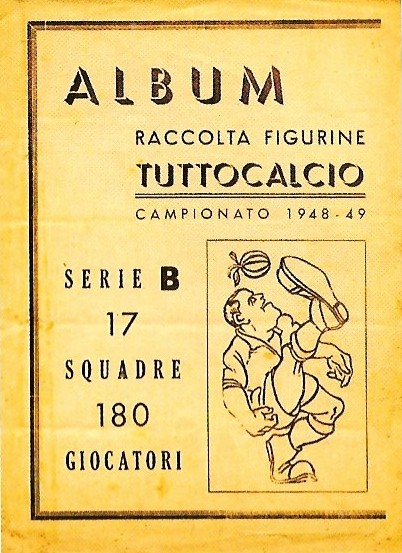 ALBUM
RACCOLTA FIGURINE
TUTTOCALCIO
CAMPIONATO 1948-49
SERIE B
17
SQUADRE
180
GIOCATORI